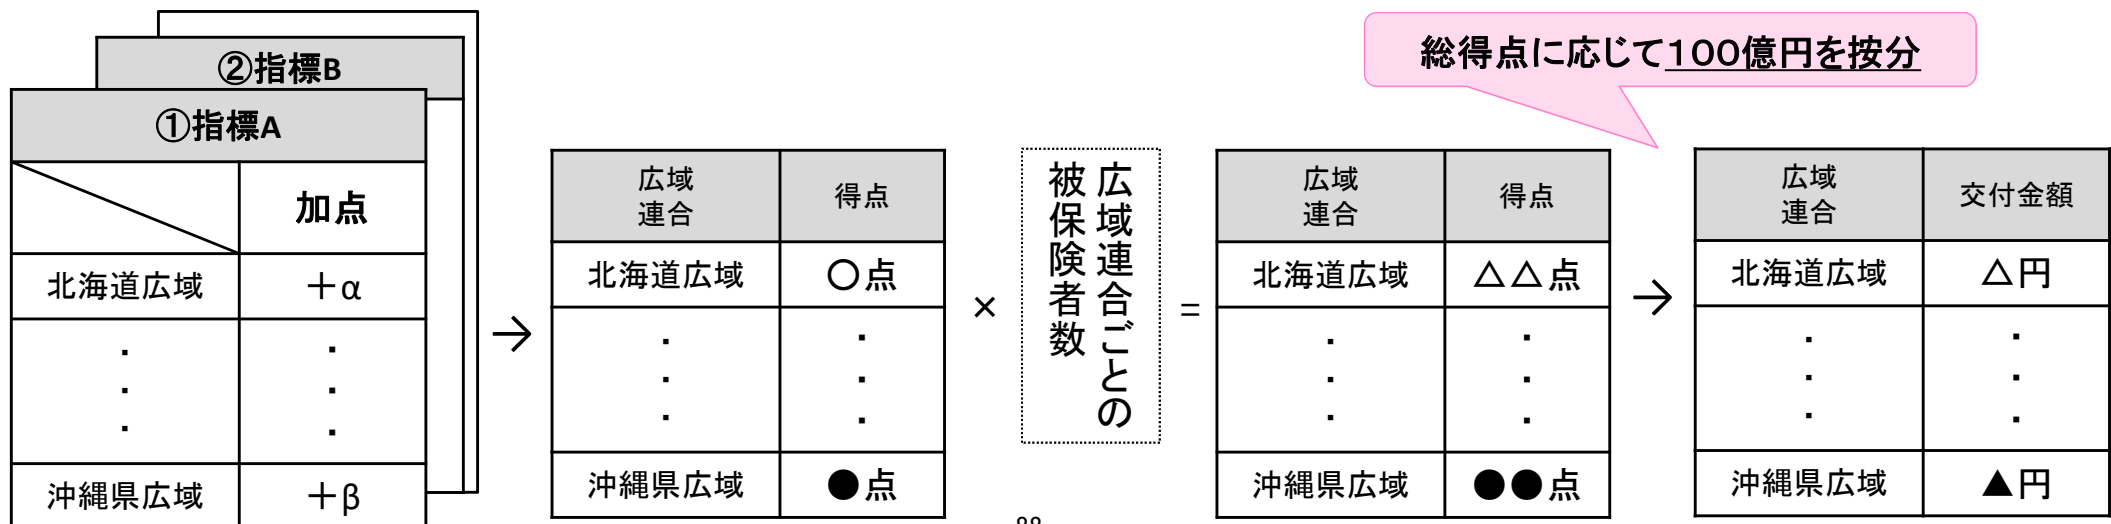 ②指標B
①指標A
加点
北海道広域 ＋α
・ ・
・ ・
・ ・
沖縄県広域 ＋β
→
広域
連合
得点
北海道広域 〇点
・ ・
・ ・
・ ・
沖縄県広域 ●点
×
広域連合ごとの
被保険者数
＝
広域
連合
得点
北海道広域 △△点
・ ・
・ ・
・ ・
沖縄県広域 ●●点
→
総得点に応じて１００億円を按分
広域
連合
交付金額
北海道広域 △円
・ ・
・ ・
・ ・
沖縄県広域 ▲円